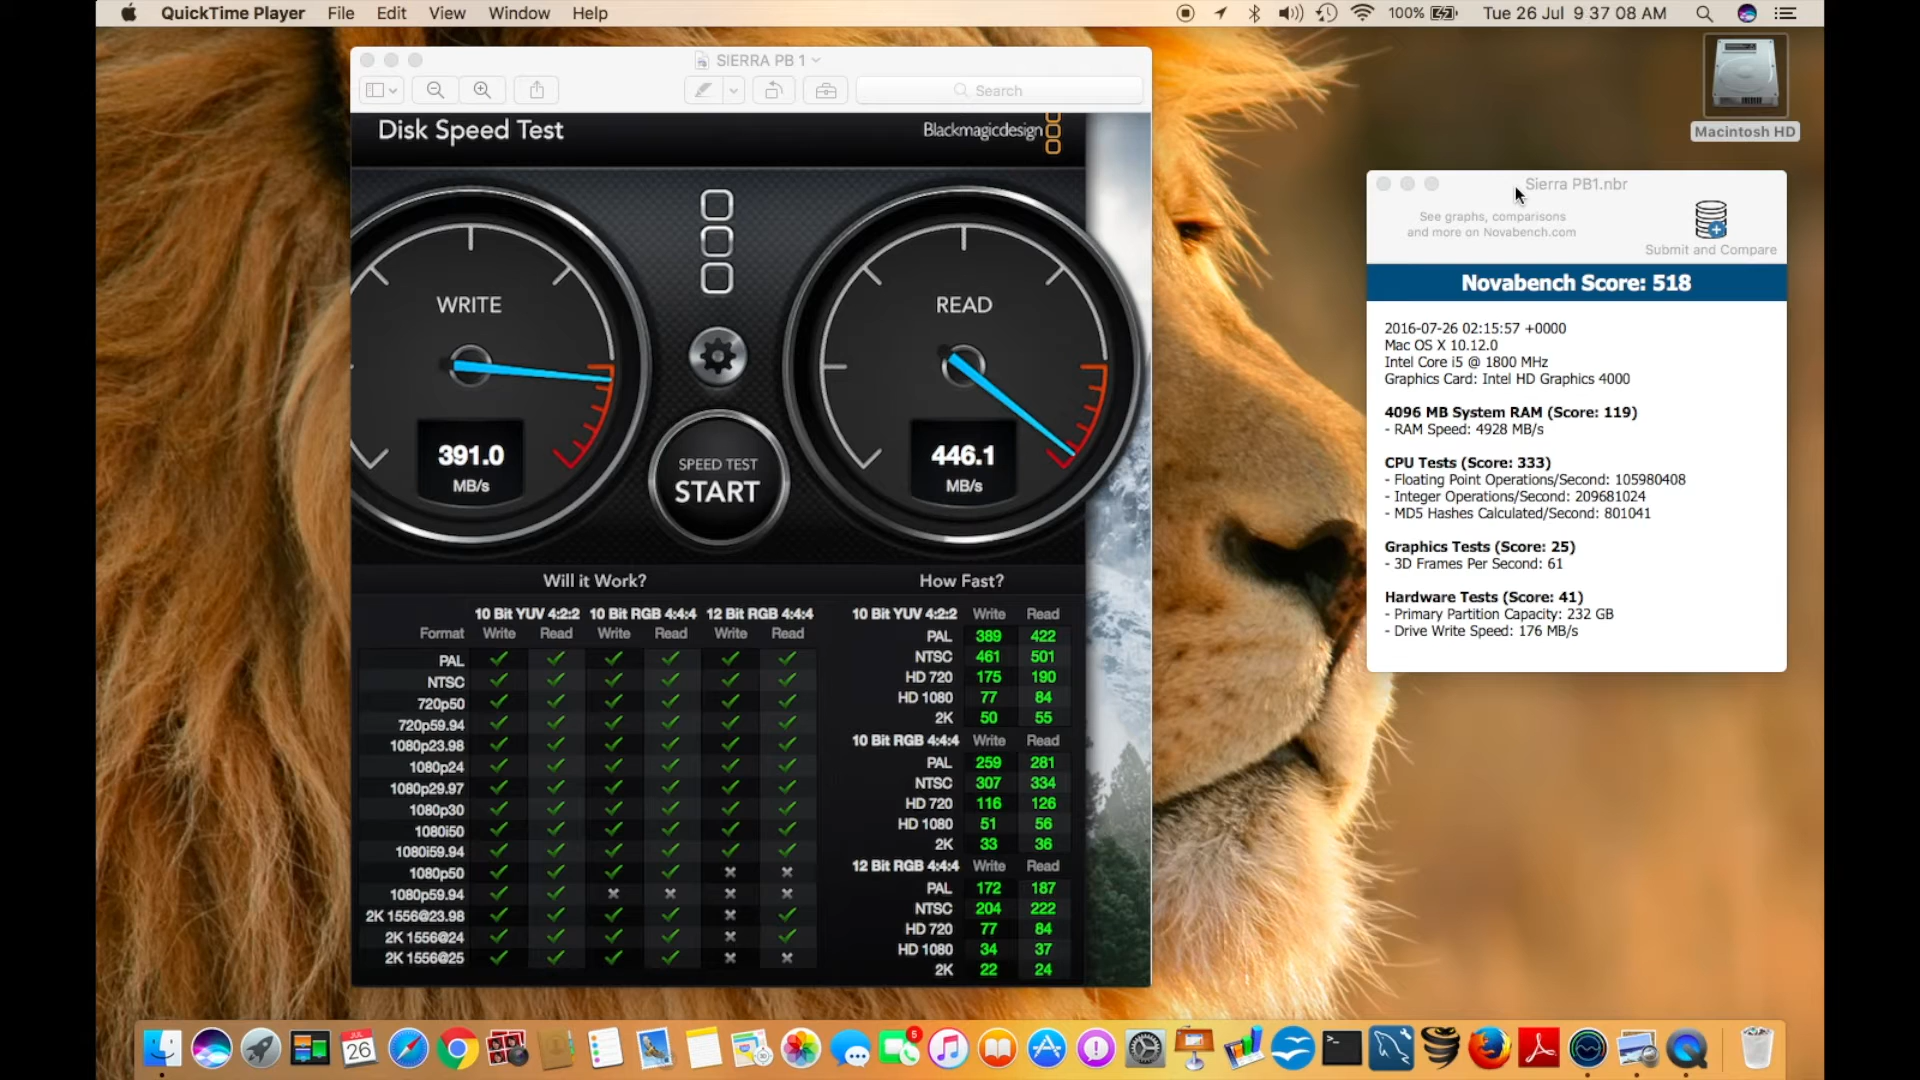 QuickTime Player File Edit View Window Help 100% Tue 26 Jul 9 37 08 AM
SIERRA PB 1
Search
Macintosh HD
Disk Speed Test
Blackmagicdesign
WRITE
391.0
MB/s
SPEED TEST
START
READ
446.1
MB/s
Will it Work?
10 Bit YUV 4:2:2 10 Bit RGB 4:4:4 12 Bit RGB 4:4:4
Format Write Read Write Read Write Read
PAL
NTSC
720p50
720p59.94
1080p23.98
1080p24
1080p29.97
1080p30
1080i50
1080i59.94
1080p50
1080p59.94
2K 1556@23.98
2K 1556@24
2K 1556@25
How Fast?
10 Bit YUV 4:2:2 Write Read
PAL 389 422
NTSC 461 501
HD 720 175 190
HD 1080 77 84
2K 50 55
10 Bit RGB 4:4:4 Write Read
PAL 259 281
NTSC 307 334
HD 720 116 126
HD 1080 51 56
2K 33 36
12 Bit RGB 4:4:4 Write Read
PAL 172 187
NTSC 204 222
HD 720 77 84
HD 1080 34 37
2K 22 24
Sierra PB1.nbr
See graphs, comparisons
and more on Novabench.com
Submit and Compare
Novabench Score: 518
2016-07-26 02:15:57 +0000
Mac OS X 10.12.0
Intel Core i5 @ 1800 MHz
Graphics Card: Intel HD Graphics 4000
4096 MB System RAM (Score: 119)
- RAM Speed: 4928 MB/s
CPU Tests (Score: 333)
- Floating Point Operations/Second: 105980408
- Integer Operations/Second: 209681024
- MD5 Hashes Calculated/Second: 801041
Graphics Tests (Score: 25)
- 3D Frames Per Second: 61
Hardware Tests (Score: 41)
- Primary Partition Capacity: 232 GB
- Drive Write Speed: 176 MB/s
JUL
26
5